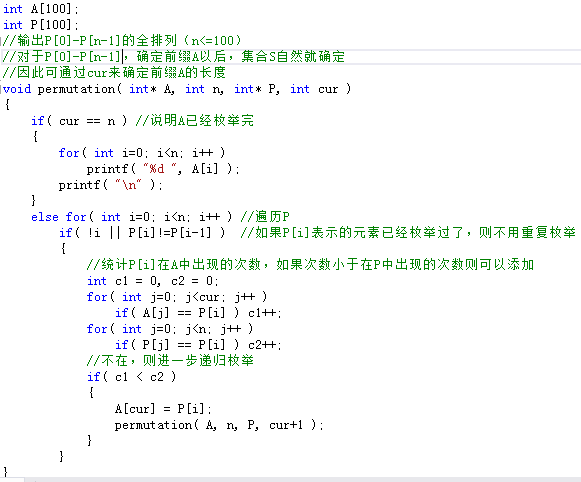 int A[100];
int P[100];
//输出P[0]-P[n-1]的全排列（n<=100）
//对于P[0]-P[n-1]，确定前缀A以后，集合S自然就确定
//因此可通过cur来确定前缀A的长度
void permutation( int* A, int n, int* P, int cur )
{
    if( cur == n ) //说明A已经枚举完
    {
        for( int i=0; i<n; i++ )
            printf( "%d ", A[i] );
        printf( "\n" );
    }
    else for( int i=0; i<n; i++ ) //遍历P
        if( !i || P[i]!=P[i-1] )  //如果P[i]表示的元素已经枚举过了，则不用重复枚举
        {
            //统计P[i]在A中出现的次数，如果次数小于在P中出现的次数则可以添加
            int c1 = 0, c2 = 0;
            for( int j=0; j<cur; j++ )
                if( A[j] == P[i] ) c1++;
            for( int j=0; j<n; j++ )
                if( P[j] == P[i] ) c2++;
            //不在，则进一步递归枚举
            if( c1 < c2 )
            {
                A[cur] = P[i];
                permutation( A, n, P, cur+1 );
            }
        }
}